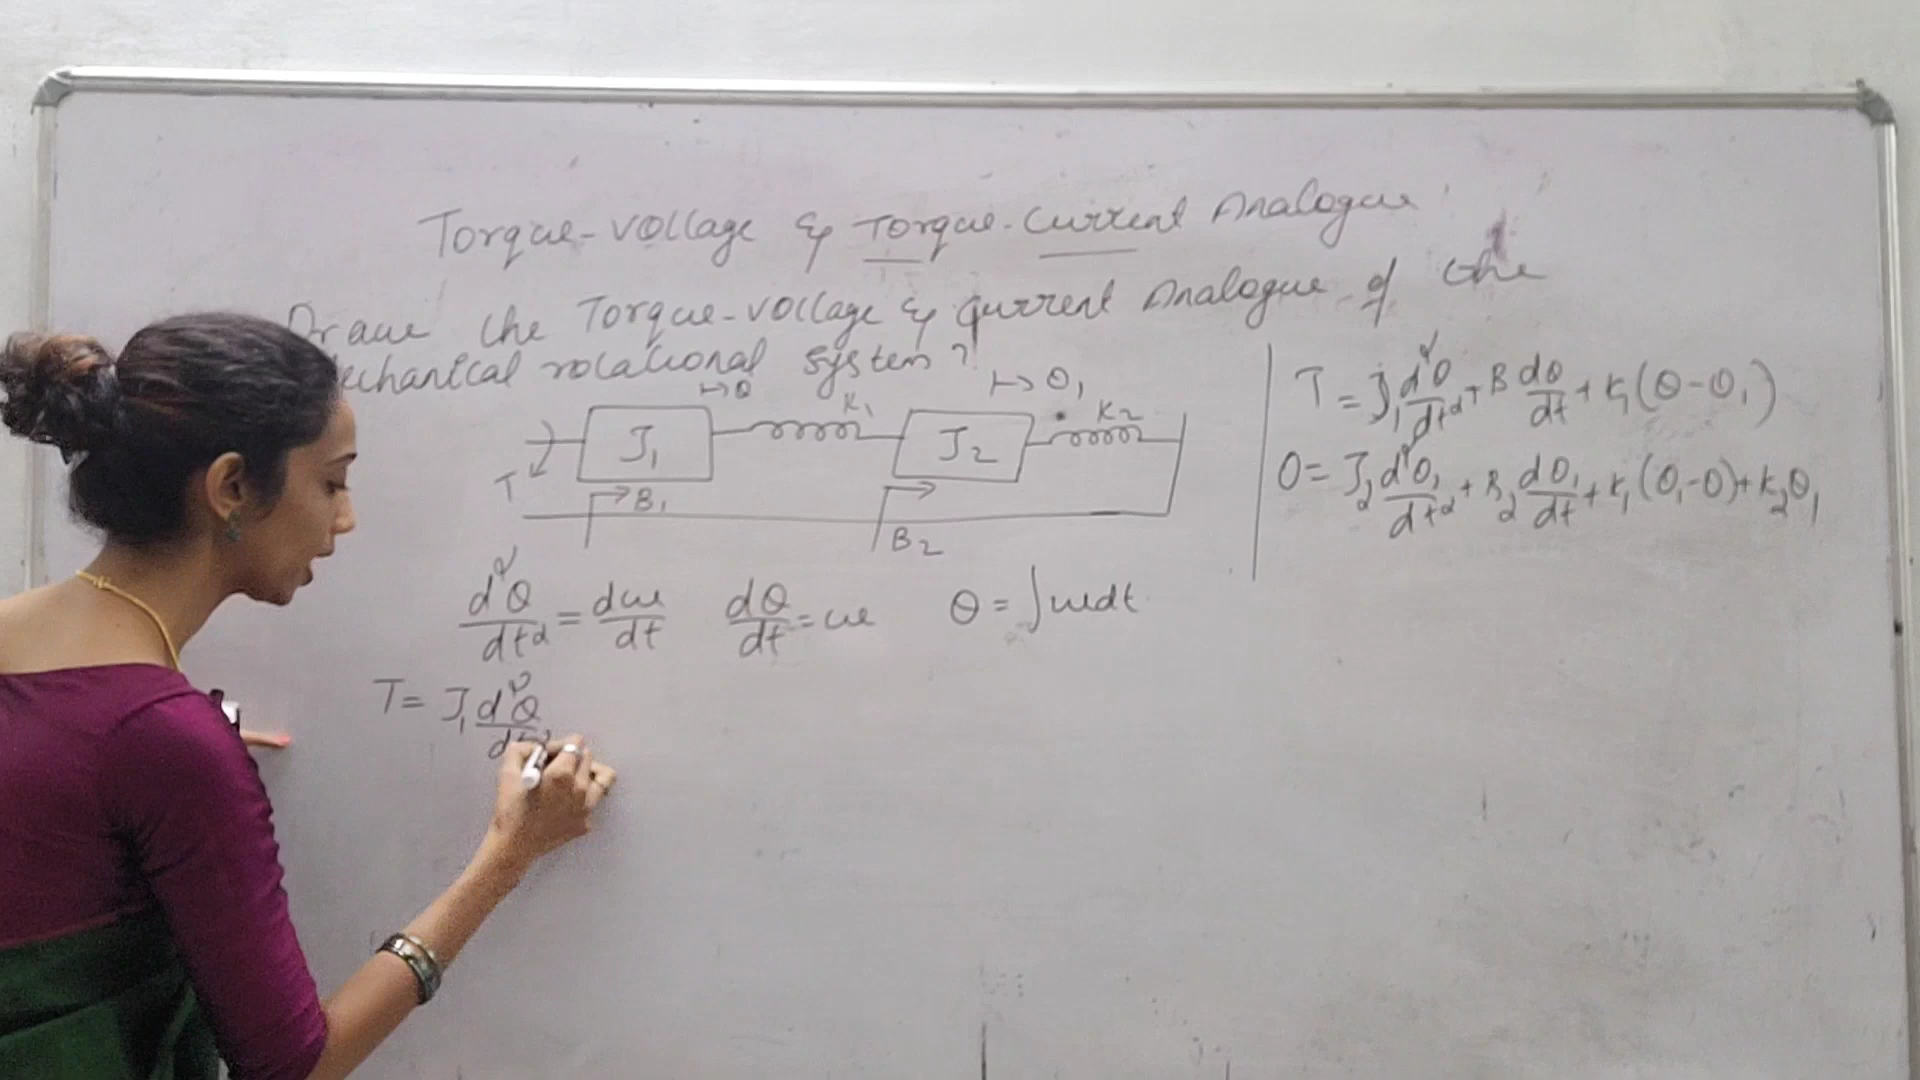 Torque-voltage & Torque-Current Analogue
Draw the Torque-voltage & current Analogue of the
Mechanical rotational system?
↦θ
↦θ₁
K₁
K₂
T
J₁
J₂
B₁
B₂
T = J₁ d²θ/dt² + B dθ/dt + K₁(θ-θ₁)
0 = J₂ d²θ₁/dt² + B₂ dθ₁/dt + K₁(θ₁-θ) + K₂θ₁
d²θ/dt² = dω/dt dθ/dt = ω θ = ∫ωdt
T = J₁ d²θ/dt²